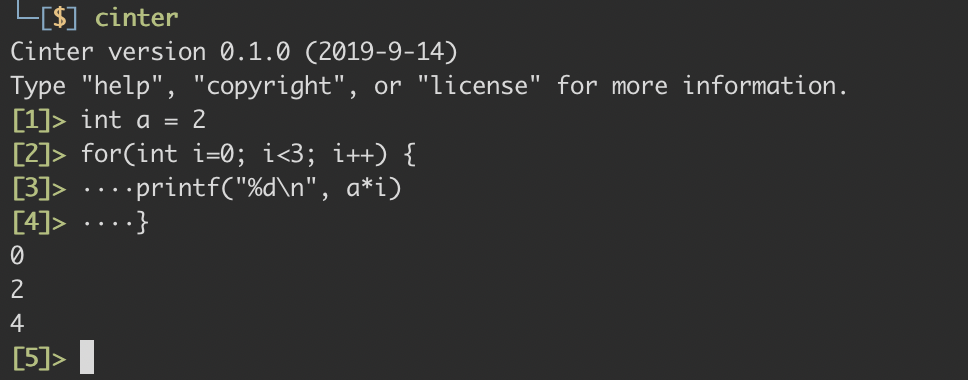 └─[$] cinter
Cinter version 0.1.0 (2019-9-14)
Type "help", "copyright", or "license" for more information.
[1]> int a = 2
[2]> for(int i=0; i<3; i++) {
[3]> ····printf("%d\n", a*i)
[4]> ····}
0
2
4
[5]>